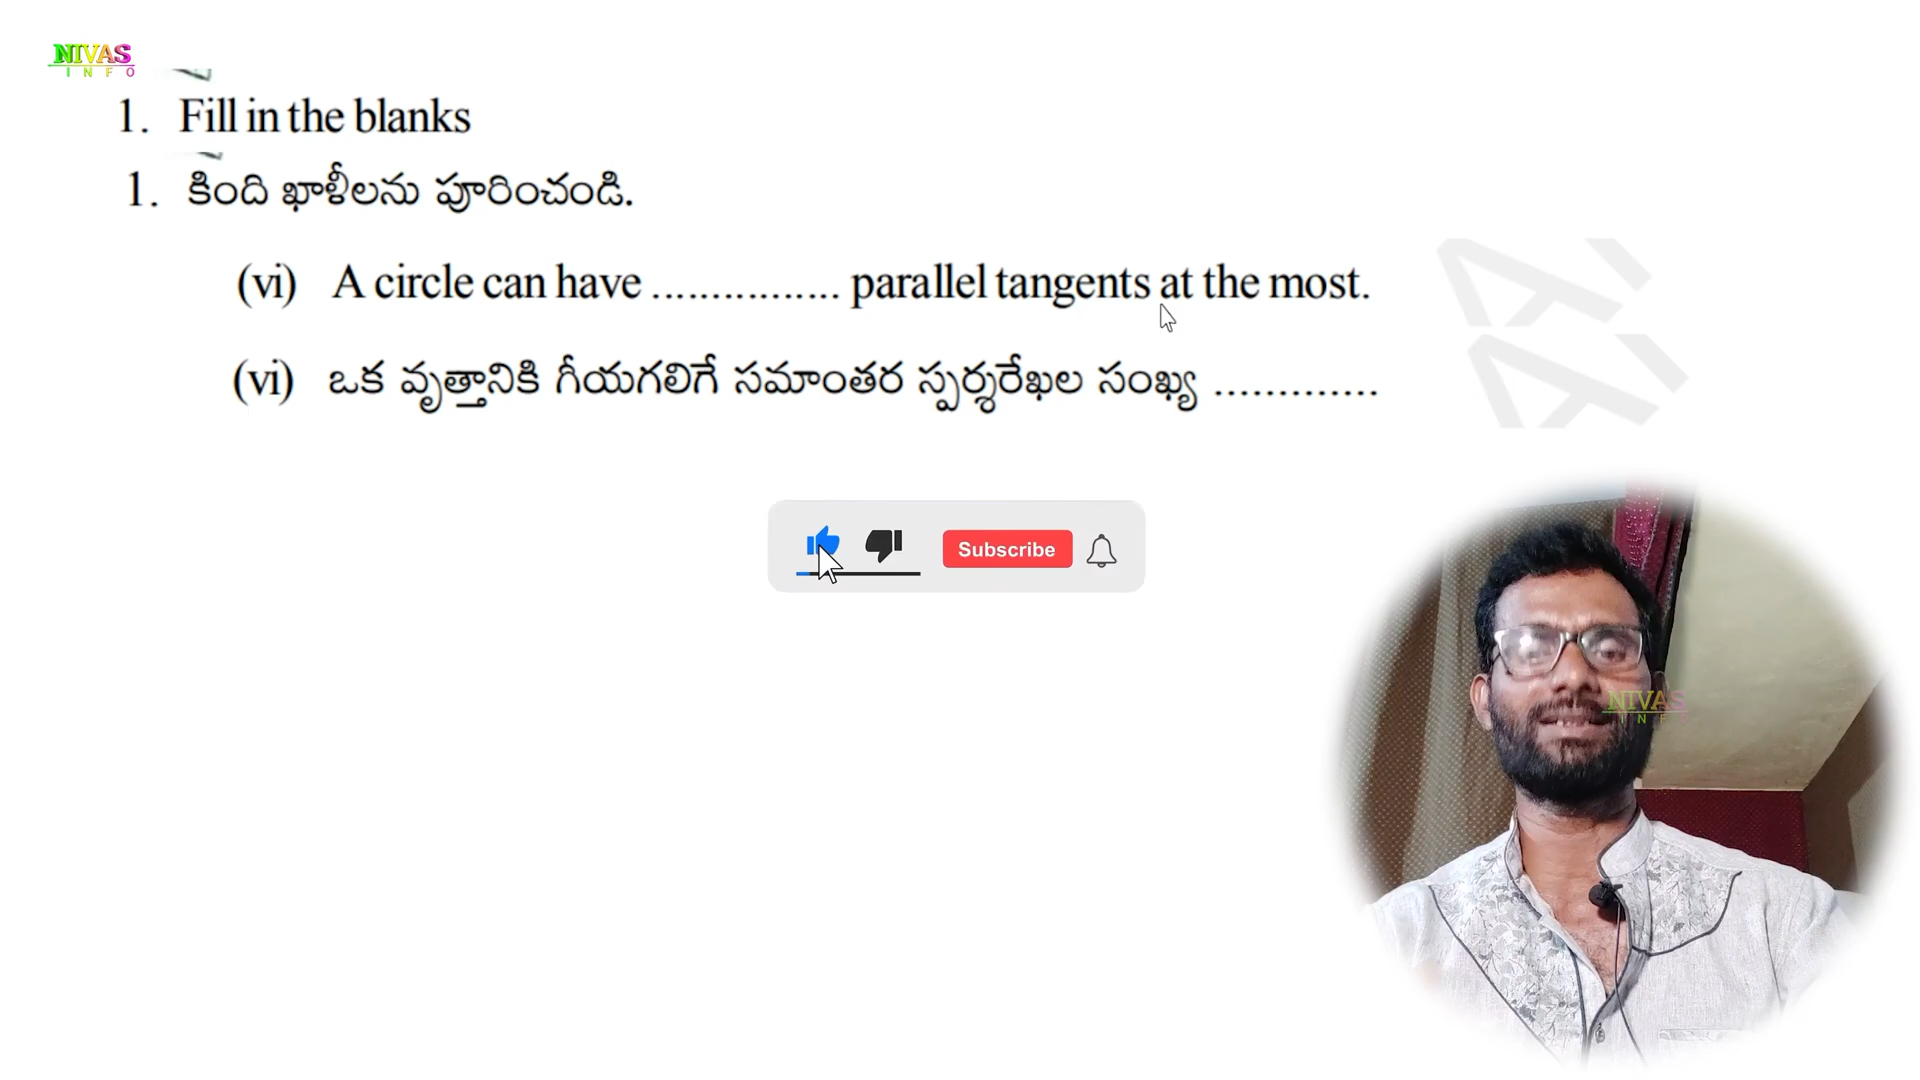 NIVAS
INFO
1. Fill in the blanks
1. కింది ఖాళీలను పూరించండి.
(vi) A circle can have ................ parallel tangents at the most.
(vi) ఒక వృత్తానికి గీయగలిగే సమాంతర స్పర్శరేఖల సంఖ్య .............
Subscribe
NIVAS
INF